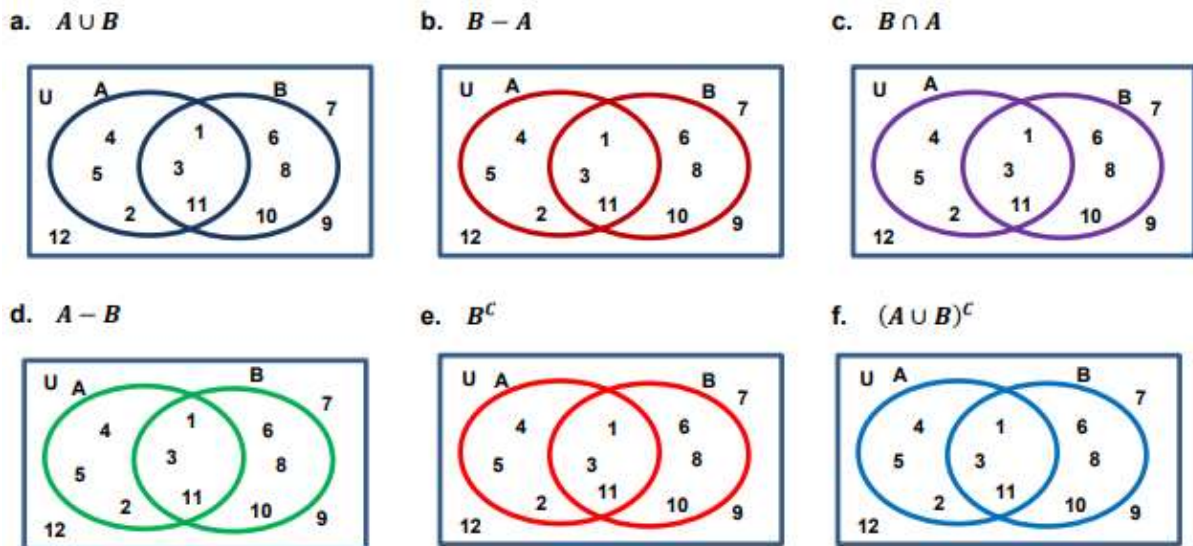 a. A ∪ B b. B − A c. B ∩ A
U A B 7 U A B 7 U A B 7
4 1 6 4 1 6 4 1 6
5 3 8 5 3 8 5 3 8
2 11 10 9 2 11 10 9 2 11 10 9
12 12 12
d. A − B e. B^C f. (A ∪ B)^C
U A B 7 U A B 7 U A B 7
4 1 6 4 1 6 4 1 6
5 3 8 5 3 8 5 3 8
2 11 10 9 2 11 10 9 2 11 10 9
12 12 12